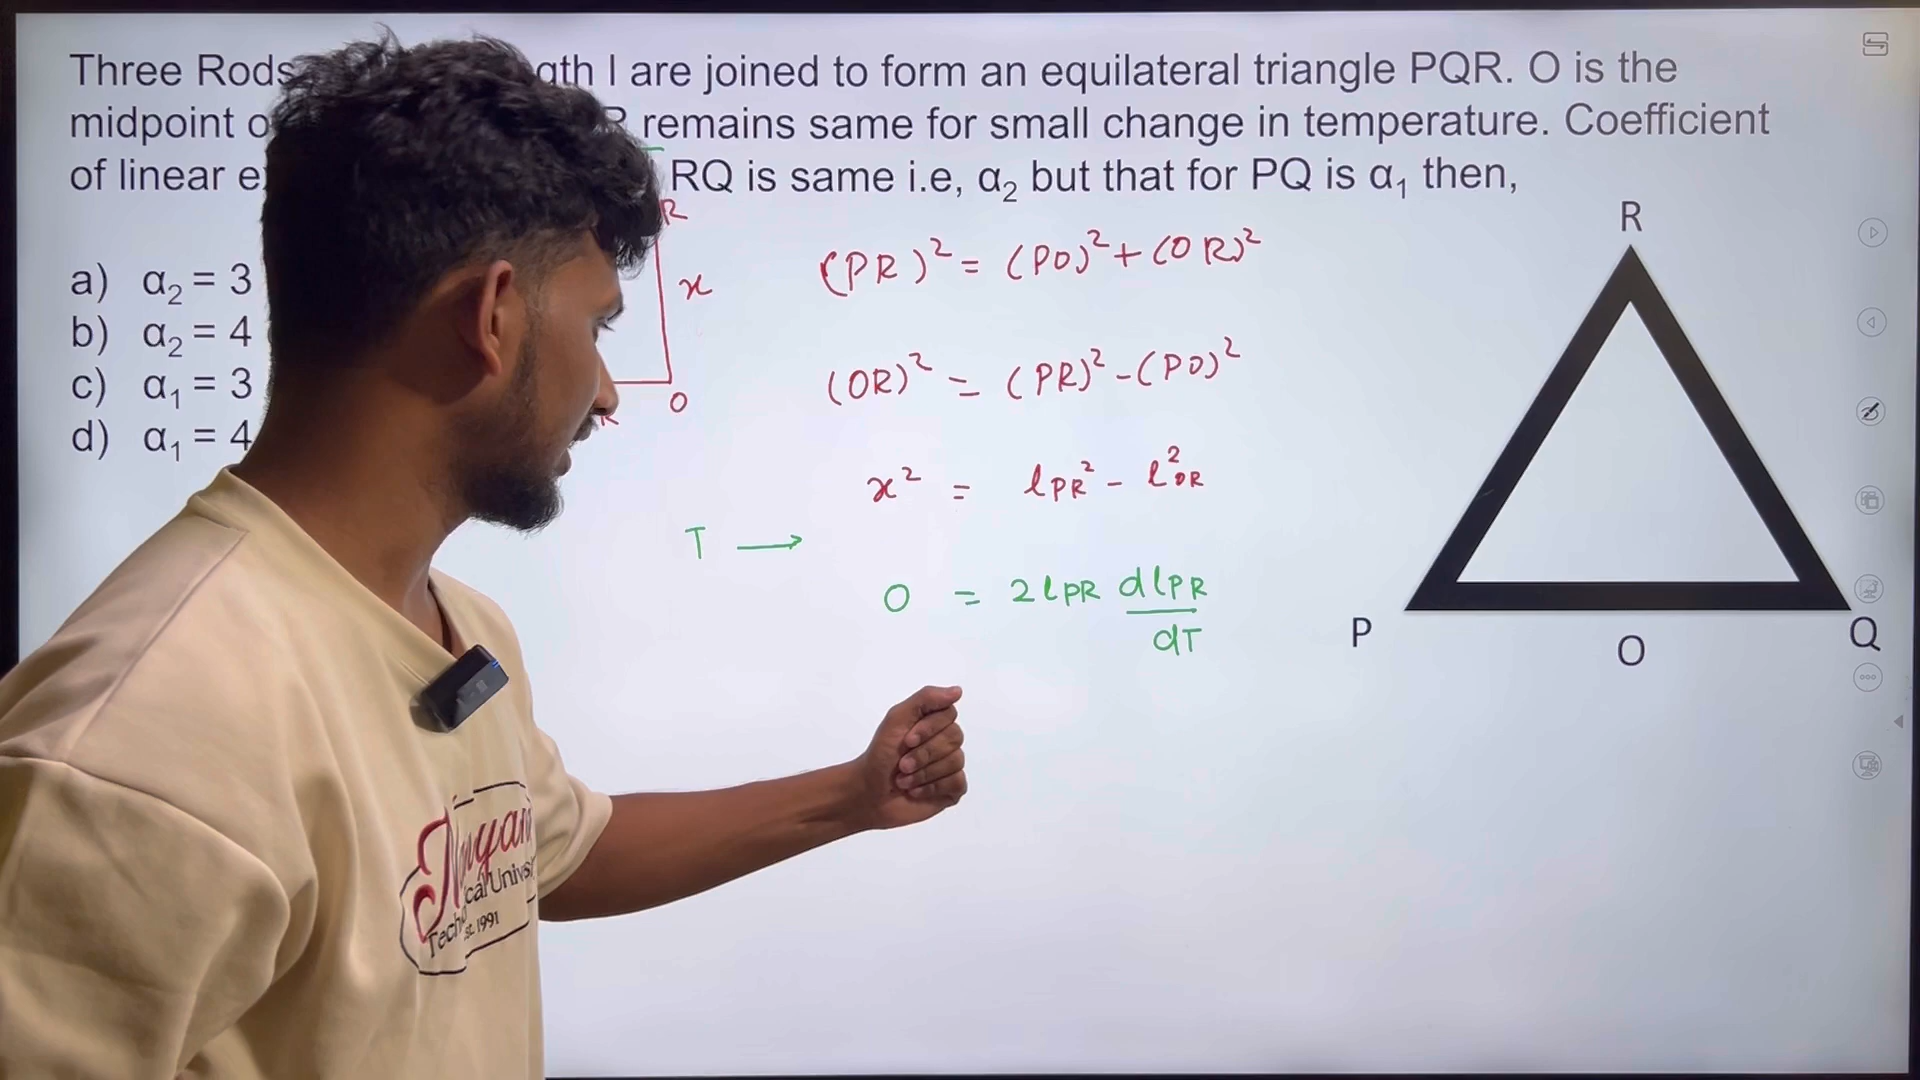 Three Rods I are joined to form an equilateral triangle PQR. O is the
midpoint remains same for small change in temperature. Coefficient
of linear RQ is same i.e, α₂ but that for PQ is α₁ then,
a) α₂ = 3
b) α₂ = 4
c) α₁ = 3
d) α₁ = 4
R
x
O
R
(PR)² = (PO)² + (OR)²
(OR)² = (PR)² - (PO)²
x² = lPR² - l²OR
T →
0 = 2lPR dlPR
dT
R
P
O
Q
st. 1991